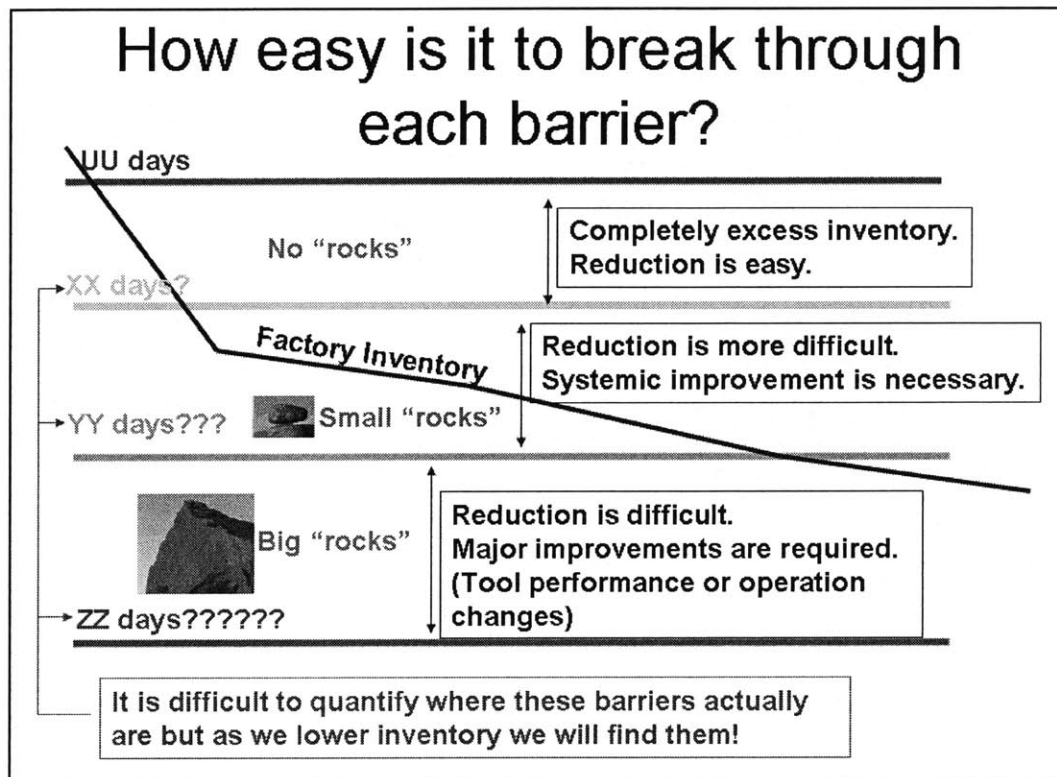 How easy is it to break through
each barrier?
UU days
No “rocks”
Completely excess inventory.
Reduction is easy.
XX days?
Factory Inventory
Reduction is more difficult.
Systemic improvement is necessary.
YY days???
Small “rocks”
Big “rocks”
Reduction is difficult.
Major improvements are required.
(Tool performance or operation
changes)
ZZ days??????
It is difficult to quantify where these barriers actually
are but as we lower inventory we will find them!